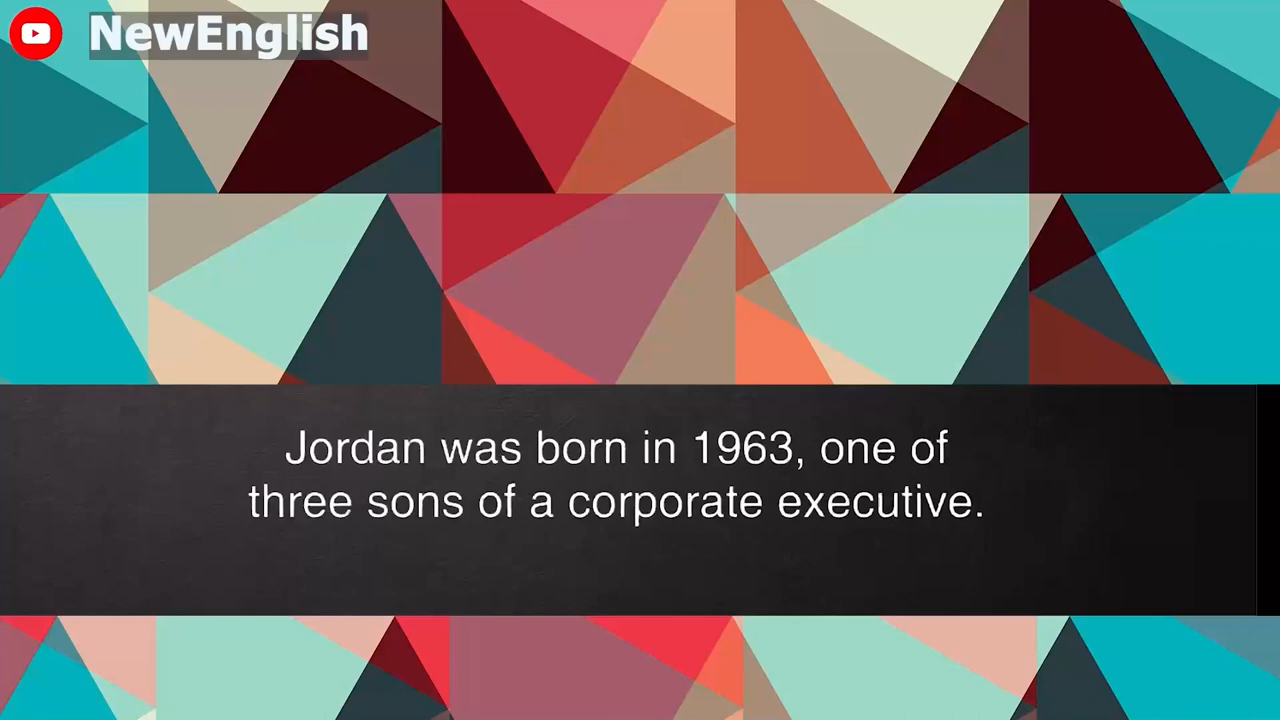 NewEnglish
Jordan was born in 1963, one of
three sons of a corporate executive.